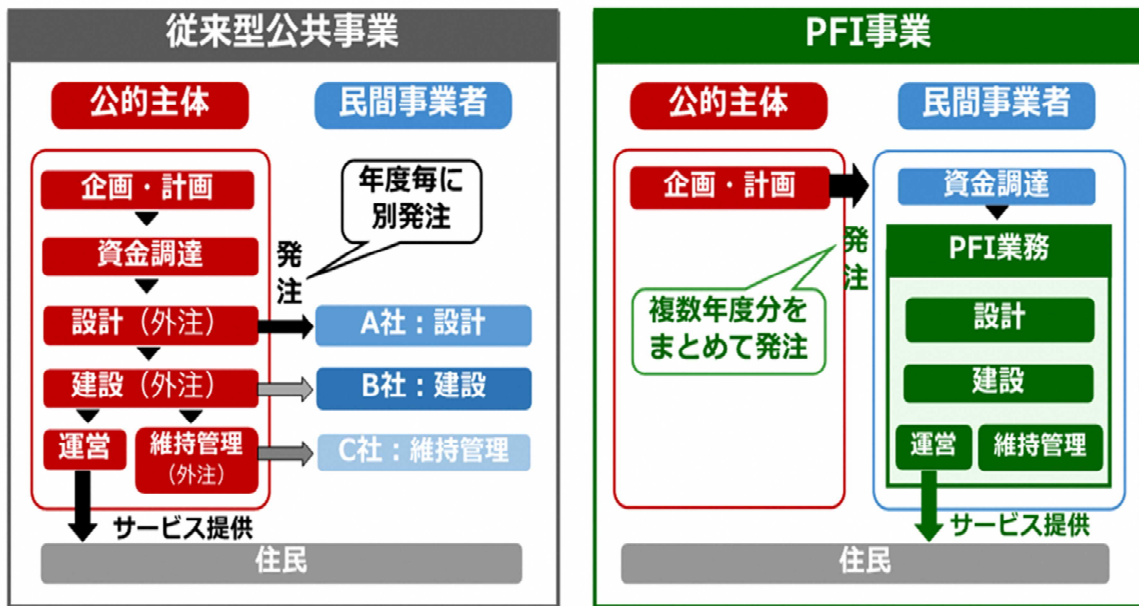 従来型公共事業
公的主体
民間事業者
企画・計画
資金調達
設計（外注）
建設（外注）
運営
維持管理
（外注）
発
注
年度毎に
別発注
A社：設計
B社：建設
C社：維持管理
サービス提供
住民
PFI事業
公的主体
民間事業者
企画・計画
発
注
複数年度分を
まとめて発注
資金調達
PFI業務
設計
建設
運営
維持管理
サービス提供
住民